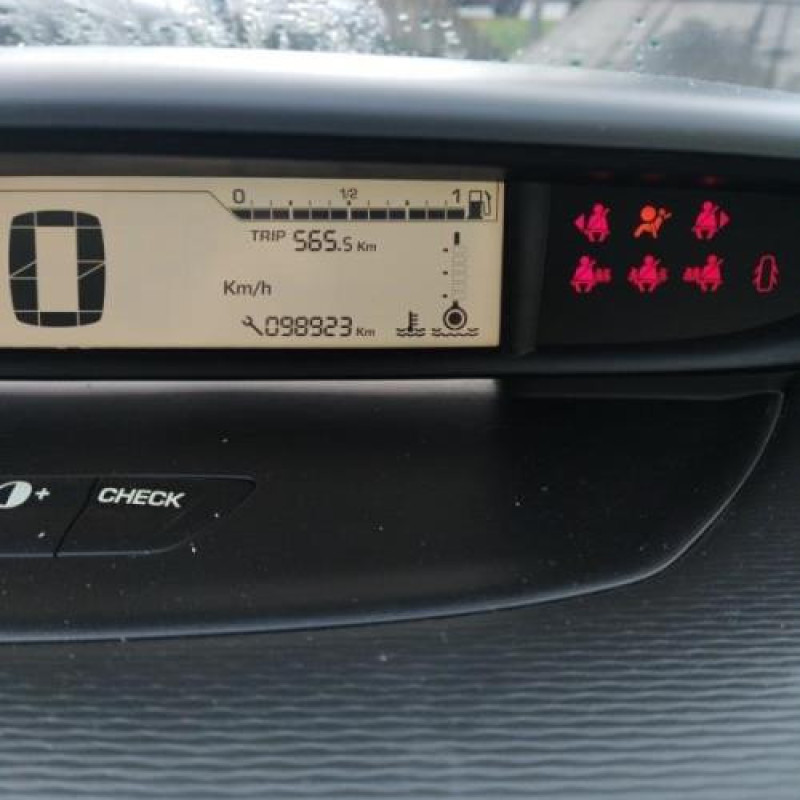 0 1/2 1
TRIP 565.5 Km
0
Km/h
098923 Km
+ CHECK